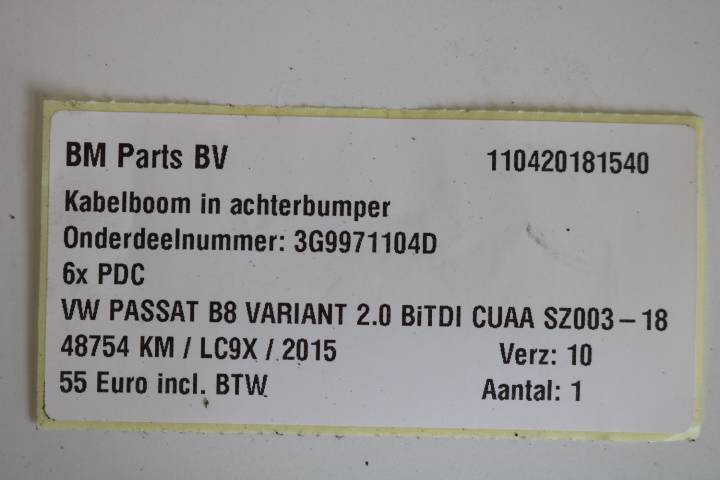 BM Parts BV 110420181540
Kabelboom in achterbumper
Onderdeelnummer: 3G9971104D
6x PDC
VW PASSAT B8 VARIANT 2.0 BiTDI CUAA SZ003-18
48754 KM / LC9X / 2015 Verz: 10
55 Euro incl. BTW Aantal: 1